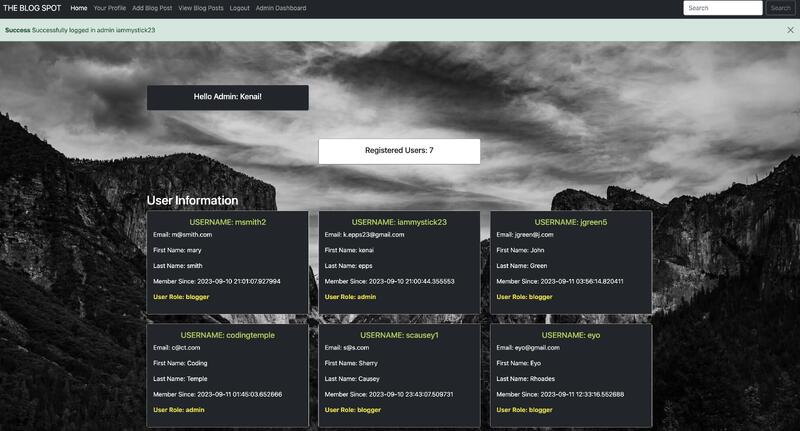 THE BLOG SPOT Home Your Profile Add Blog Post View Blog Posts Logout Admin Dashboard Search Search
Success Successfully logged in admin iammystick23
Hello Admin: Kenai!
Registered Users: 7
User Information
USERNAME: msmith2
Email: m@smith.com
First Name: mary
Last Name: smith
Member Since: 2023-09-10 21:01:07.927994
User Role: blogger
USERNAME: iammystick23
Email: k.epps23@gmail.com
First Name: kenai
Last Name: epps
Member Since: 2023-09-10 21:00:44.355553
User Role: admin
USERNAME: jgreen5
Email: jgreen@j.com
First Name: John
Last Name: Green
Member Since: 2023-09-11 03:56:14.820411
User Role: blogger
USERNAME: codingtemple
Email: c@ct.com
First Name: Coding
Last Name: Temple
Member Since: 2023-09-11 01:45:03.652666
User Role: admin
USERNAME: scausey1
Email: s@s.com
First Name: Sherry
Last Name: Causey
Member Since: 2023-09-10 23:43:07.509731
User Role: blogger
USERNAME: eyo
Email: eyo@gmail.com
First Name: Eyo
Last Name: Rhoades
Member Since: 2023-09-11 12:33:16.552688
User Role: blogger